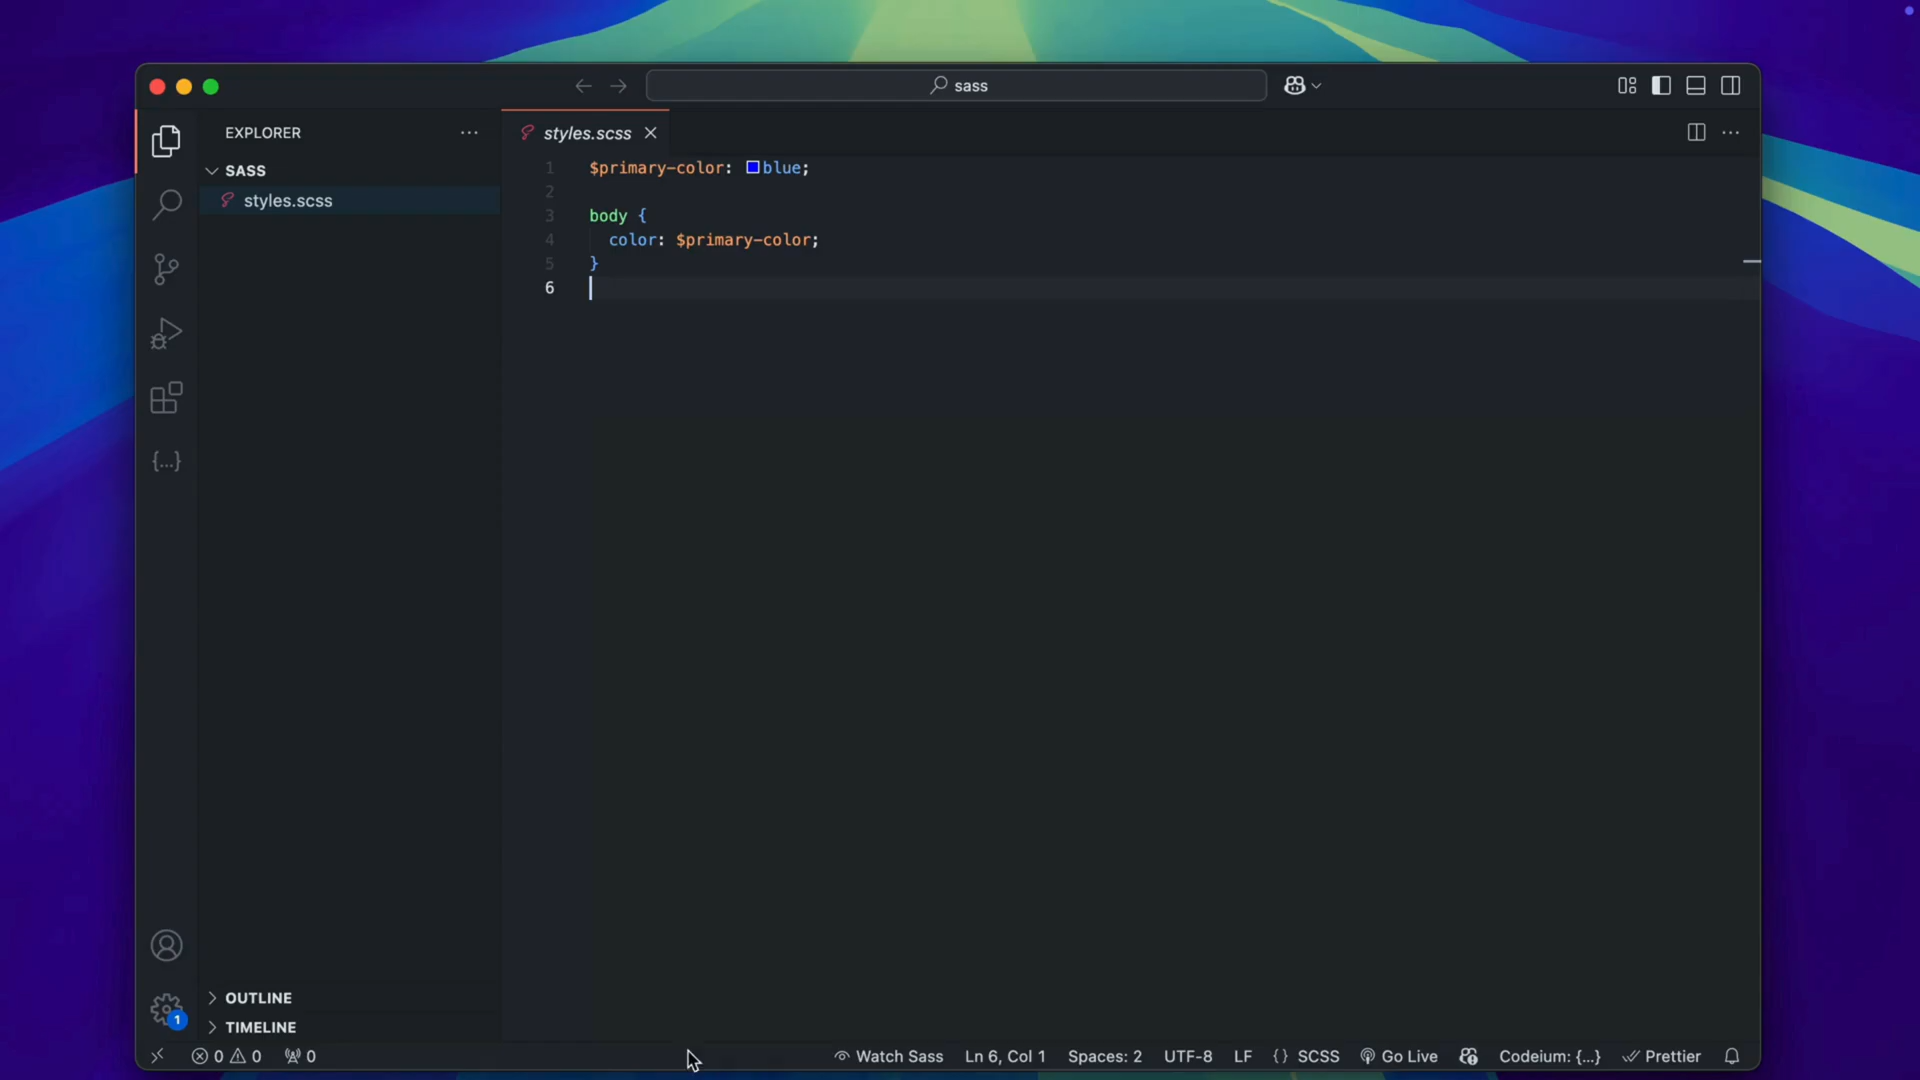 sass
EXPLORER
styles.scss
SASS
styles.scss
1 $primary-color: blue;
2
3 body {
4 color: $primary-color;
5 }
6
OUTLINE
TIMELINE
1
0 0 0 Watch Sass Ln 6, Col 1 Spaces: 2 UTF-8 LF {} SCSS Go Live Codeium: {...} Prettier